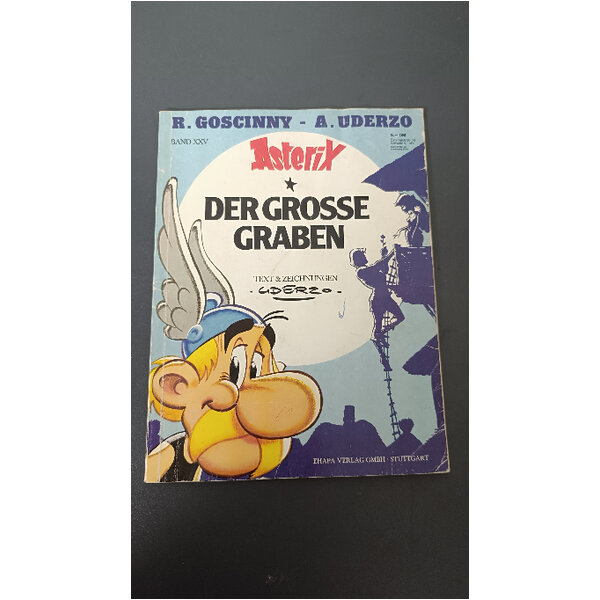 R. GOSCINNY - A. UDERZO
BAND XXV
Asterix
DER GROSSE
GRABEN
TEXT & ZEICHNUNGEN
· UDERZO ·
EHAPA VERLAG GMBH · STUTTGART